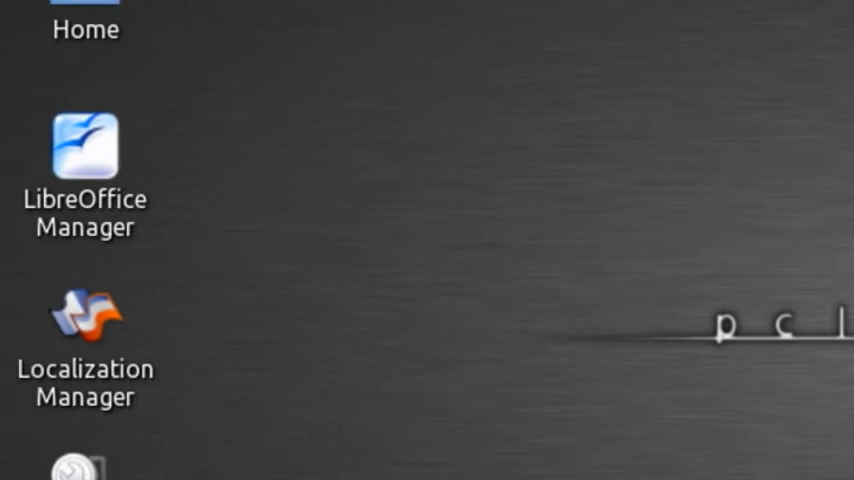 Home
LibreOffice
Manager
p c l
Localization
Manager